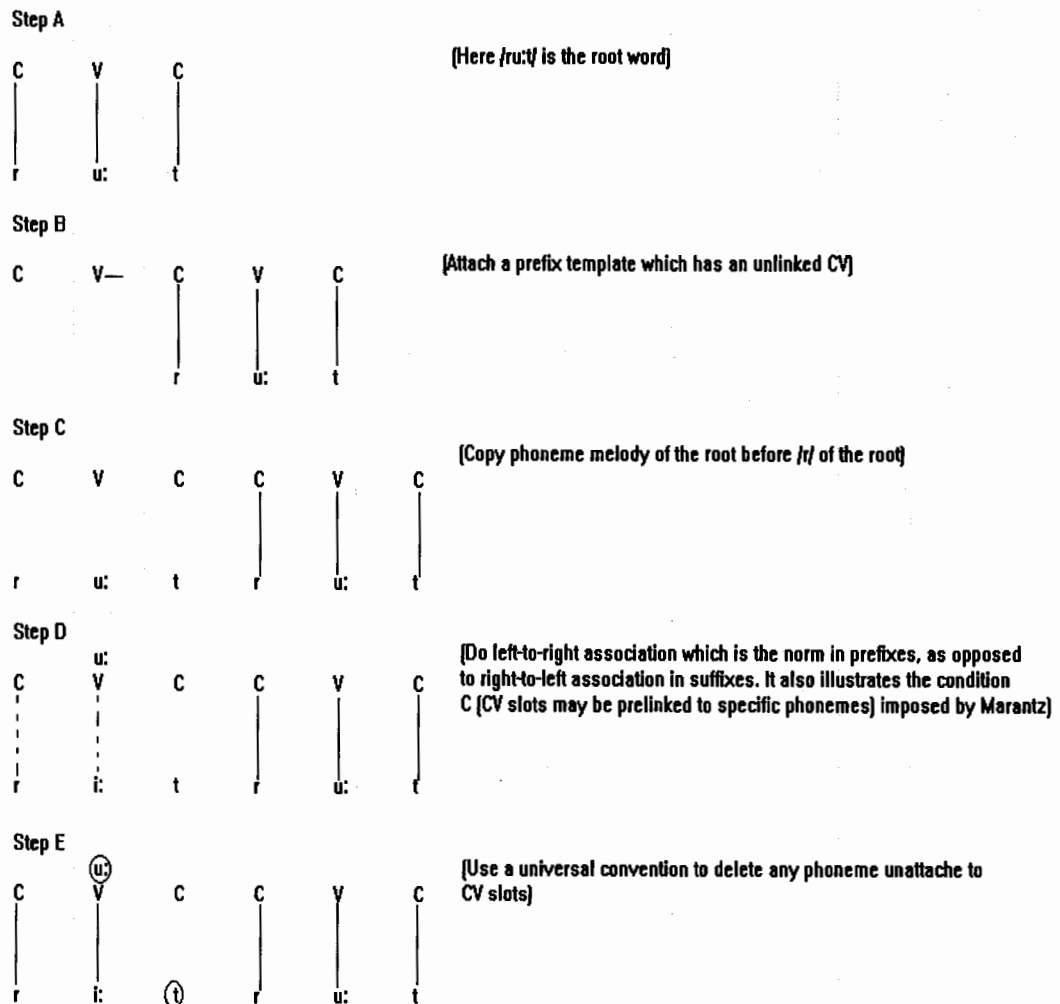 Step A
[Here /ru:t/ is the root word]
C V C
r u: t
Step B
[Attach a prefix template which has an unlinked CV]
C V— C V C
r u: t
Step C
[Copy phoneme melody of the root before /r/ of the root]
C V C C V C
r u: t r u: t
Step D
[Do left-to-right association which is the norm in prefixes, as opposed
to right-to-left association in suffixes. It also illustrates the condition
C [CV slots may be prelinked to specific phonemes] imposed by Marantz]
u:
C V C C V C
r i: t r u: t
Step E
[Use a universal convention to delete any phoneme unattache to
CV slots]
u:
C V C C V C
r i: t r u: t